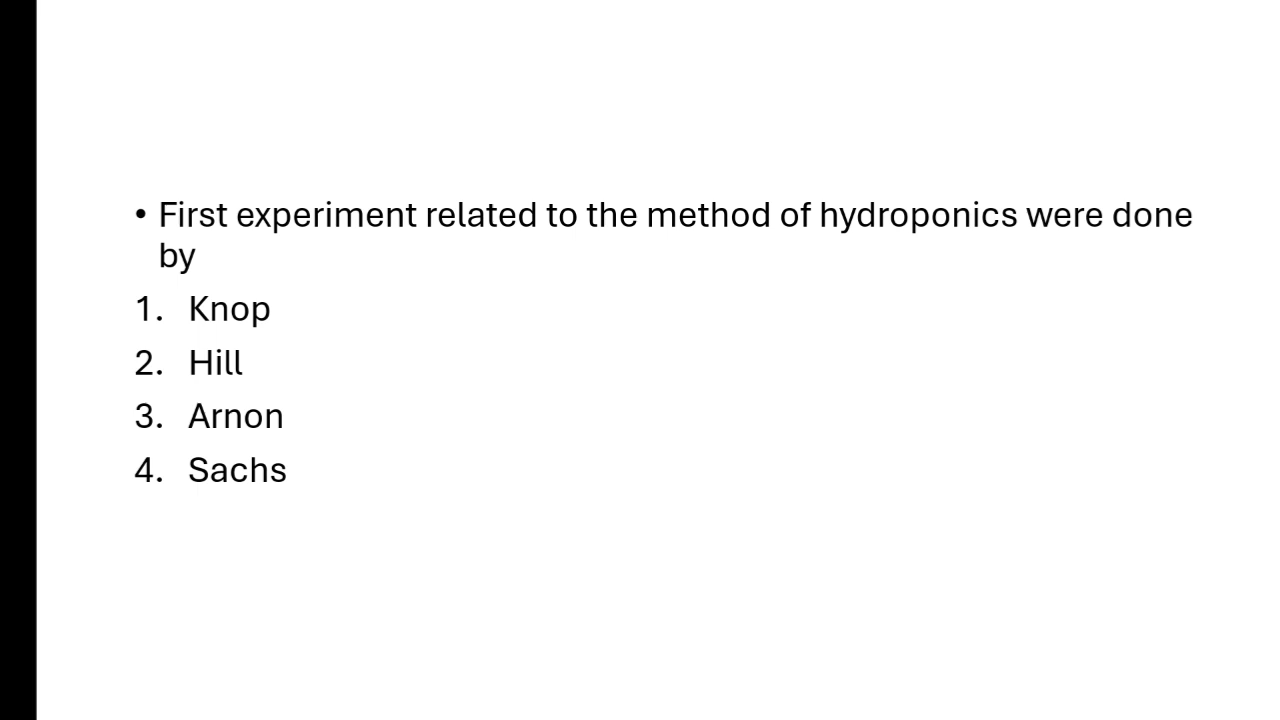 • First experiment related to the method of hydroponics were done
by
1. Knop
2. Hill
3. Arnon
4. Sachs